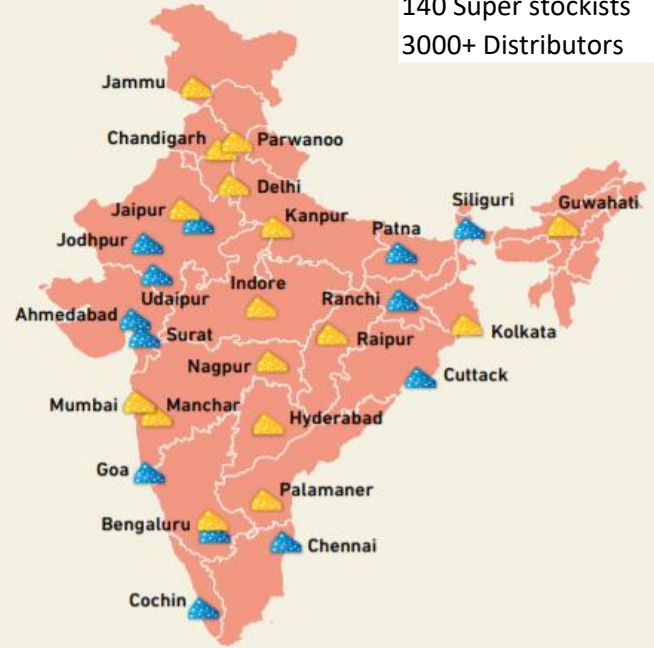 140 Super stockists
3000+ Distributors
Jammu
Chandigarh
Parwanoo
Delhi
Jaipur
Kanpur
Siliguri
Guwahati
Jodhpur
Patna
Udaipur
Indore
Ranchi
Ahmedabad
Surat
Raipur
Kolkata
Nagpur
Cuttack
Mumbai
Manchar
Hyderabad
Goa
Palamaner
Bengaluru
Chennai
Cochin